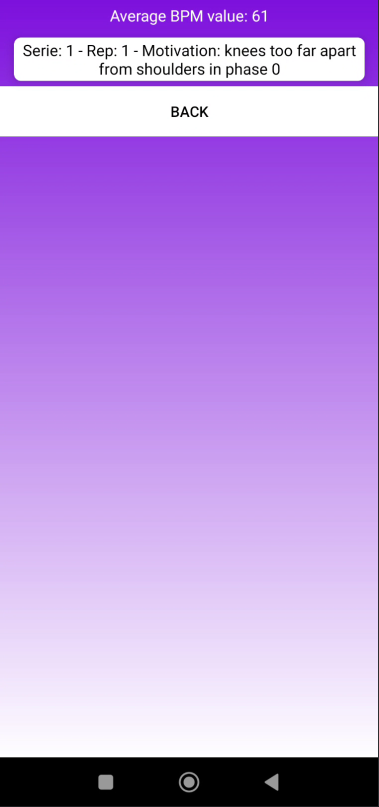 Average BPM value: 61
Serie: 1 - Rep: 1 - Motivation: knees too far apart
from shoulders in phase 0
BACK